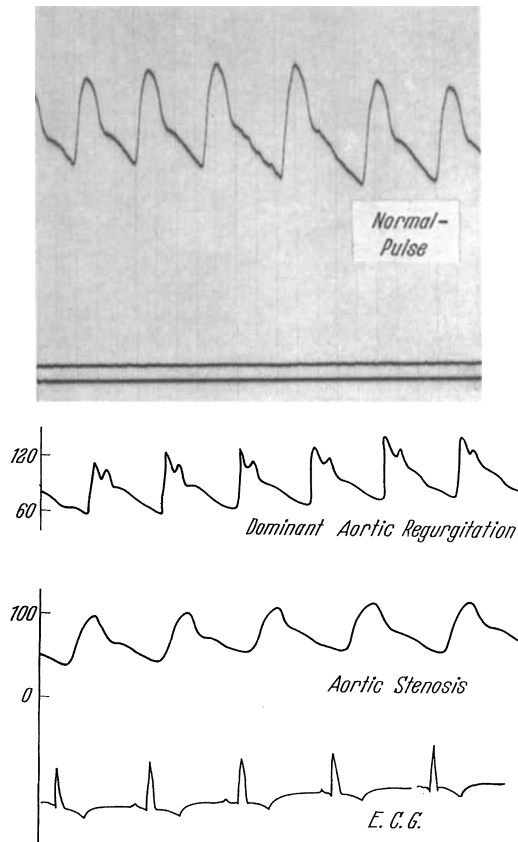 Normal-
Pulse
120
60
Dominant Aortic Regurgitation
100
0
Aortic Stenosis
E. C. G.